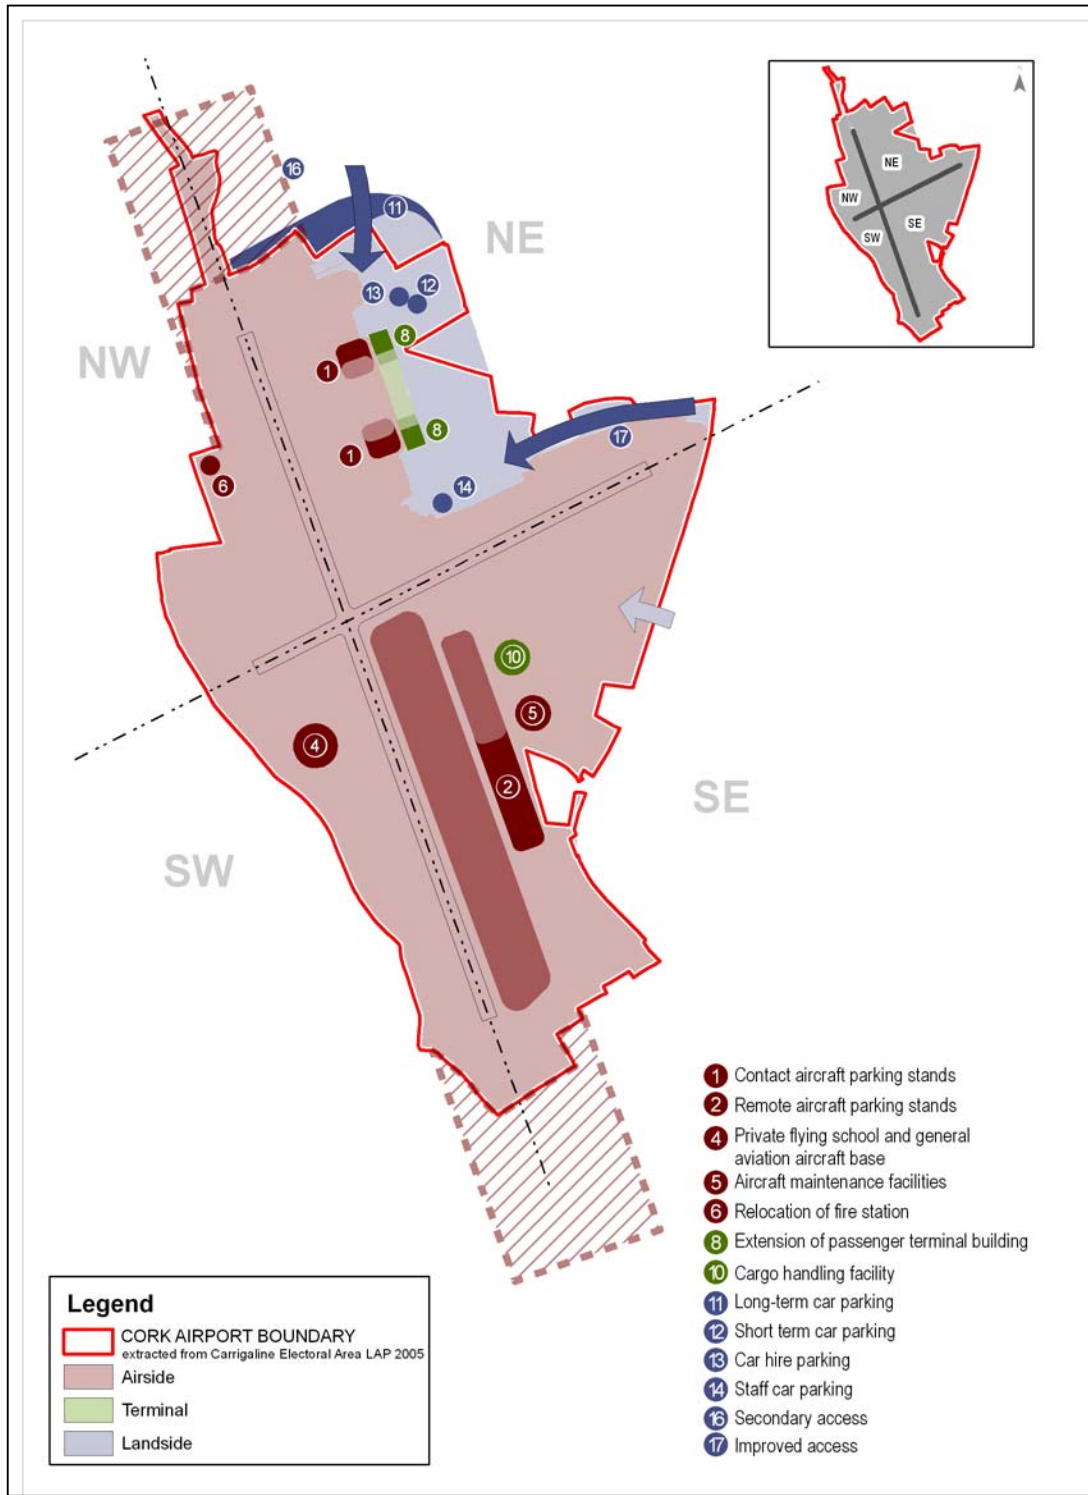 16
11
NE
NE
NW
SE
SW
13
12
8
NW
1
17
8
1
14
6
10
5
4
2
SE
SW
1 Contact aircraft parking stands
2 Remote aircraft parking stands
4 Private flying school and general
aviation aircraft base
5 Aircraft maintenance facilities
6 Relocation of fire station
8 Extension of passenger terminal building
10 Cargo handling facility
11 Long-term car parking
12 Short term car parking
13 Car hire parking
14 Staff car parking
16 Secondary access
17 Improved access
Legend
CORK AIRPORT BOUNDARY
extracted from Carrigaline Electoral Area LAP 2005
Airside
Terminal
Landside